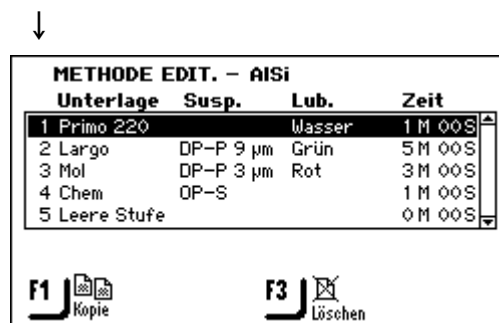 METHODE EDIT. – AlSi
Unterlage Susp. Lub. Zeit
1 Primo 220 Wasser 1 M 00S
2 Largo DP-P 9 µm Grün 5 M 00S
3 Mol DP-P 3 µm Rot 3 M 00S
4 Chem OP-S 1 M 00S
5 Leere Stufe 0 M 00S
F1 Kopie F3 Löschen